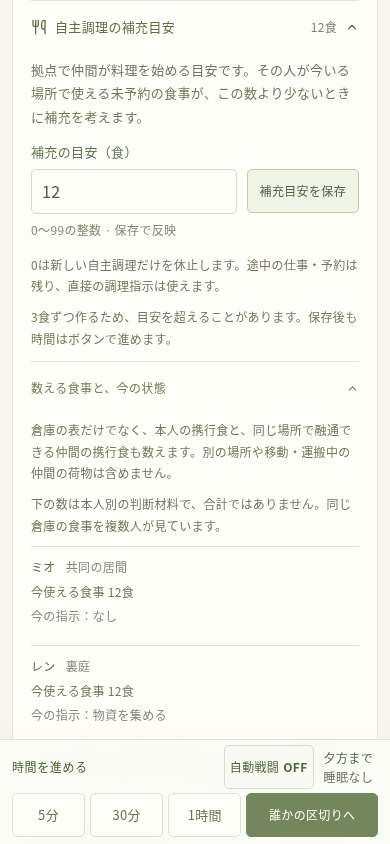 自主調理の補充目安 12食
拠点で仲間が料理を始める目安です。その人が今いる
場所で使える未予約の食事が、この数より少ないとき
に補充を考えます。
補充の目安（食）
12 補充目安を保存
0〜99の整数・保存で反映
0は新しい自主調理だけを休止します。途中の仕事・予約は
残り、直接の調理指示は使えます。
3食ずつ作るため、目安を超えることがあります。保存後も
時間はボタンで進めます。
数える食事と、今の状態
倉庫の表だけでなく、本人の携行食と、同じ場所で融通で
きる仲間の携行食も数えます。別の場所や移動・運搬中の
仲間の荷物は含めません。
下の数は本人別の判断材料で、合計ではありません。同じ
倉庫の食事を複数人が見ています。
ミオ 共同の居間
今使える食事 12食
今の指示：なし
レン 裏庭
今使える食事 12食
今の指示：物資を集める
時間を進める 自動戦闘 OFF 夕方まで
睡眠なし
5分 30分 1時間 誰かの区切りへ